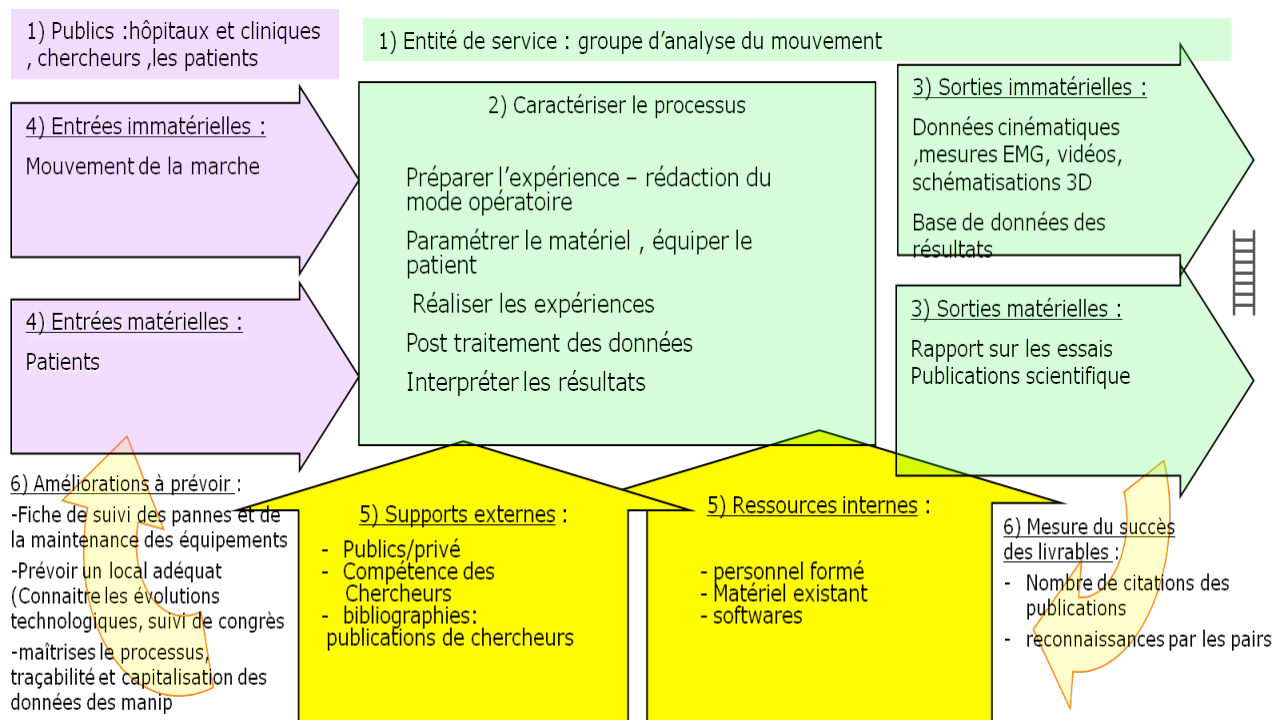 1) Publics :hôpitaux et cliniques
, chercheurs ,les patients
1) Entité de service : groupe d’analyse du mouvement
4) Entrées immatérielles :
Mouvement de la marche
4) Entrées matérielles :
Patients
2) Caractériser le processus
Préparer l’expérience – rédaction du
mode opératoire
Paramétrer le matériel , équiper le
patient
Réaliser les expériences
Post traitement des données
Interpréter les résultats
3) Sorties immatérielles :
Données cinématiques
,mesures EMG, vidéos,
schématisations 3D
Base de données des
résultats
3) Sorties matérielles :
Rapport sur les essais
Publications scientifique
6) Améliorations à prévoir :
-Fiche de suivi des pannes et de
la maintenance des équipements
-Prévoir un local adéquat
(Connaitre les évolutions
technologiques, suivi de congrès
-maîtrises le processus,
traçabilité et capitalisation des
données des manip
5) Supports externes :
- Publics/privé
- Compétence des
Chercheurs
- bibliographies:
publications de chercheurs
5) Ressources internes :
- personnel formé
- Matériel existant
- softwares
6) Mesure du succès
des livrables :
- Nombre de citations des
publications
- reconnaissances par les pairs